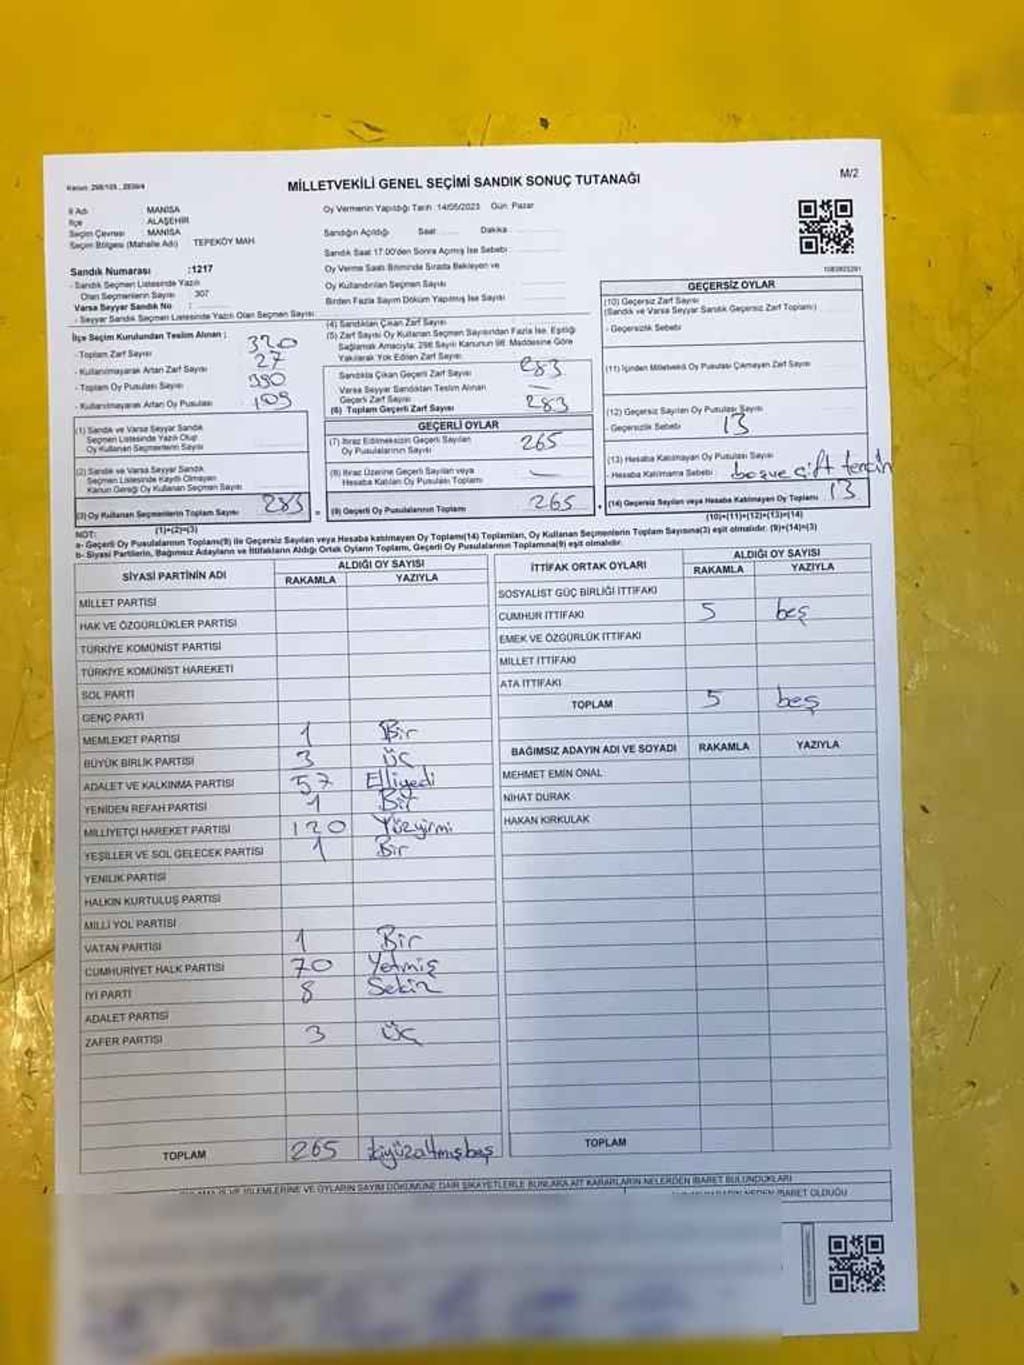 Kanun: 298/105 , 2839/4
MİLLETVEKİLİ GENEL SEÇİMİ SANDIK SONUÇ TUTANAĞI
M/2
İl Adı : MANİSA
İlçe : ALAŞEHİR
Seçim Çevresi : MANİSA
Seçim Bölgesi (Mahalle Adı) TEPEKÖY MAH.
Oy Vermenin Yapıldığı Tarih :14/05/2023 Gün: Pazar
Sandığın Açıldığı Saat Dakika
Sandık Saat 17.00'den Sonra Açılmış İse Sebebi
Oy Verme Saati Bitiminde Sırada Bekleyen ve
Oy Kullandırılan Seçmen Sayısı
Birden Fazla Sayım Döküm Yapılmış İse Sayısı
Sandık Numarası :1217
- Sandık Seçmen Listesinde Yazılı
Olan Seçmenlerin Sayısı 307
Varsa Seyyar Sandık No :
- Seyyar Sandık Seçmen Listesinde Yazılı Olan Seçmen Sayısı
İlçe Seçim Kurulundan Teslim Alınan :
- Toplam Zarf Sayısı 320
- Kullanılmayarak Artan Zarf Sayısı 27
- Toplam Oy Pusulası Sayısı
- Kullanılmayarak Artan Oy Pusulası
(1) Sandık ve Varsa Seyyar Sandık
Seçmen Listesinde Yazılı Olup
Oy Kullanan Seçmenlerin Sayısı
(2) Sandık ve Varsa Seyyar Sandık
Seçmen Listesinde Kaydı Olmayan
Kanun Gereği Oy Kullanan Seçmen Sayısı
(3) Oy Kullanan Seçmenlerin Toplam Sayısı 283
(1)+(2)=(3)
(4) Sandıktan Çıkan Zarf Sayısı
(5) Zarf Sayısı Oy Kullanan Seçmen Sayısından Fazla İse, Eşitliği
Sağlamak Amacıyla, 298 Sayılı Kanunun 98. Maddesine Göre
Yakılarak Yok Edilen Zarf Sayısı
Sandıkta Çıkan Geçerli Zarf Sayısı 283
Varsa Seyyar Sandıktan Teslim Alınan
Geçerli Zarf Sayısı —
(6) Toplam Geçerli Zarf Sayısı 283
GEÇERLİ OYLAR
(7) İtiraz Edilmeksizin Geçerli Sayılan
Oy Pusulalarının Sayısı 265
(8) İtiraz Üzerine Geçerli Sayılan veya
Hesaba Katılan Oy Pusulası Toplamı —
= (9) Geçerli Oy Pusulalarının Toplamı 265 +
GEÇERSİZ OYLAR
(10) Geçersiz Zarf Sayısı
(Sandık ve Varsa Seyyar Sandık Geçersiz Zarf Toplamı)
- Geçersizlik Sebebi
(11) İçinden Milletvekili Oy Pusulası Çıkmayan Zarf Sayısı
(12) Geçersiz Sayılan Oy Pusulası Sayısı
- Geçersizlik Sebebi 13
(13) Hesaba Katılmayan Oy Pusulası Sayısı
- Hesaba Katılmama Sebebi : boş ve çift tercih
(14) Geçersiz Sayılan veya Hesaba Katılmayan Oy Toplamı 13
(10)+(11)+(12)+(13)=(14)
NOT:
a- Geçerli Oy Pusulalarının Toplamı(9) ile Geçersiz Sayılan veya Hesaba katılmayan Oy Toplamı(14) Toplamları, Oy Kullanan Seçmenlerin Toplam Sayısına(3) eşit olmalıdır. (9)+(14)=(3)
b- Siyasi Partilerin, Bağımsız Adayların ve İttifakların Aldığı Ortak Oyların Toplamı, Geçerli Oy Pusulalarının Toplamına(9) eşit olmalıdır.
SİYASİ PARTİNİN ADI ALDIĞI OY SAYISI
RAKAMLA YAZIYLA
MİLLET PARTİSİ
HAK VE ÖZGÜRLÜKLER PARTİSİ
TÜRKİYE KOMÜNİST PARTİSİ
TÜRKİYE KOMÜNİST HAREKETİ
SOL PARTİ
GENÇ PARTİ
MEMLEKET PARTİSİ 1 Bir
BÜYÜK BİRLİK PARTİSİ 3 Üç
ADALET VE KALKINMA PARTİSİ 57 Elliyedi
YENİDEN REFAH PARTİSİ 1 Bir
MİLLİYETÇİ HAREKET PARTİSİ 120 Yüzyirmi
YEŞİLLER VE SOL GELECEK PARTİSİ 1 Bir
YENİLİK PARTİSİ
HALKIN KURTULUŞ PARTİSİ
MİLLİ YOL PARTİSİ
VATAN PARTİSİ 1 Bir
CUMHURİYET HALK PARTİSİ 70 Yetmiş
İYİ PARTİ 8 Sekiz
ADALET PARTİSİ
ZAFER PARTİSİ 3 Üç
TOPLAM 265 ikiyüzaltmışbeş
İTTİFAK ORTAK OYLARI ALDIĞI OY SAYISI
RAKAMLA YAZIYLA
SOSYALİST GÜÇ BİRLİĞİ İTTİFAKI
CUMHUR İTTİFAKI 5 beş
EMEK VE ÖZGÜRLÜK İTTİFAKI
MİLLET İTTİFAKI
ATA İTTİFAKI
TOPLAM 5 beş
BAĞIMSIZ ADAYIN ADI VE SOYADI RAKAMLA YAZIYLA
MEHMET EMİN ÖNAL
NİHAT DURAK
HAKAN KIRKULAK
TOPLAM
VE İŞLEMLERİNE VE OYLARIN SAYIM DÖKÜMÜNE DAİR ŞİKAYETLERLE BUNLARA AİT KARARLARIN NELERDEN İBARET BULUNDUKLARI
NEDEN İBARET OLDUĞU